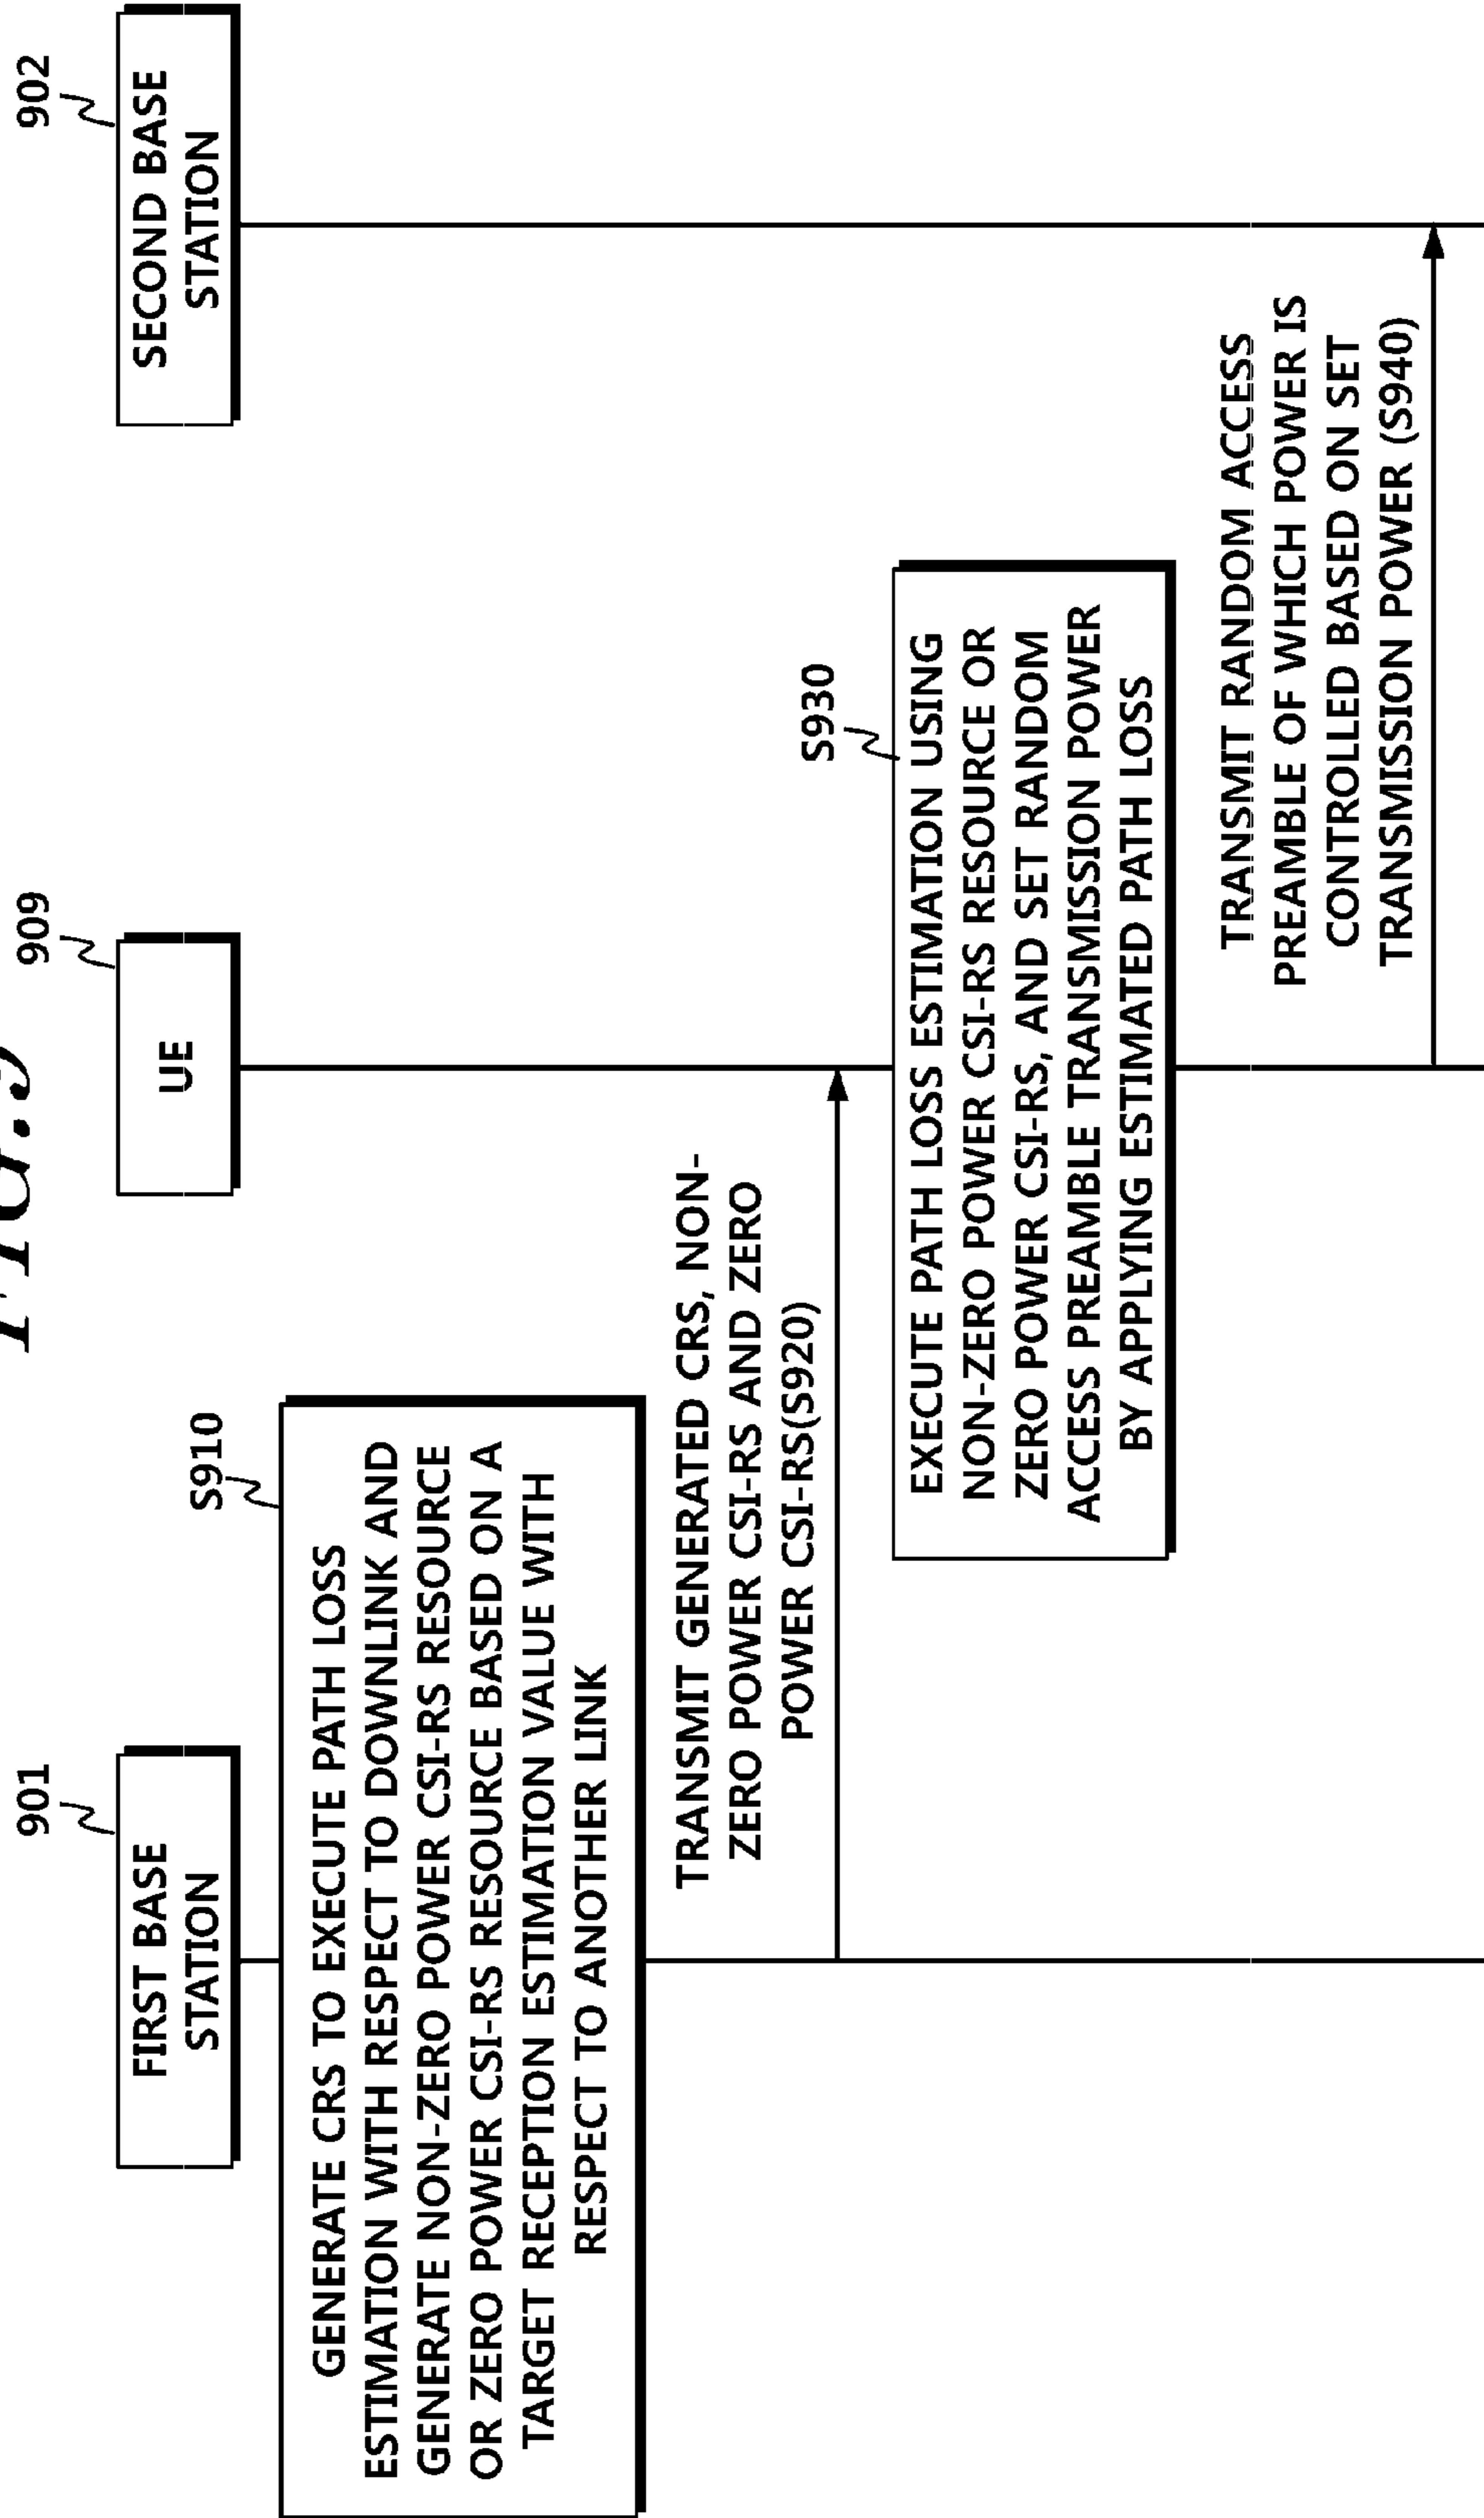 FIG. 9
901
909
902
FIRST BASE
STATION
UE
SECOND BASE
STATION
S910
GENERATE CRS TO EXECUTE PATH LOSS
ESTIMATION WITH RESPECT TO DOWNLINK AND
GENERATE NON-ZERO POWER CSI-RS RESOURCE
OR ZERO POWER CSI-RS RESOURCE BASED ON A
TARGET RECEPTION ESTIMATION VALUE WITH
RESPECT TO ANOTHER LINK
TRANSMIT GENERATED CRS, NON-
ZERO POWER CSI-RS AND ZERO
POWER CSI-RS(S920)
S930
EXECUTE PATH LOSS ESTIMATION USING
NON-ZERO POWER CSI-RS RESOURCE OR
ZERO POWER CSI-RS, AND SET RANDOM
ACCESS PREAMBLE TRANSMISSION POWER
BY APPLYING ESTIMATED PATH LOSS
TRANSMIT RANDOM ACCESS
PREAMBLE OF WHICH POWER IS
CONTROLLED BASED ON SET
TRANSMISSION POWER (S940)